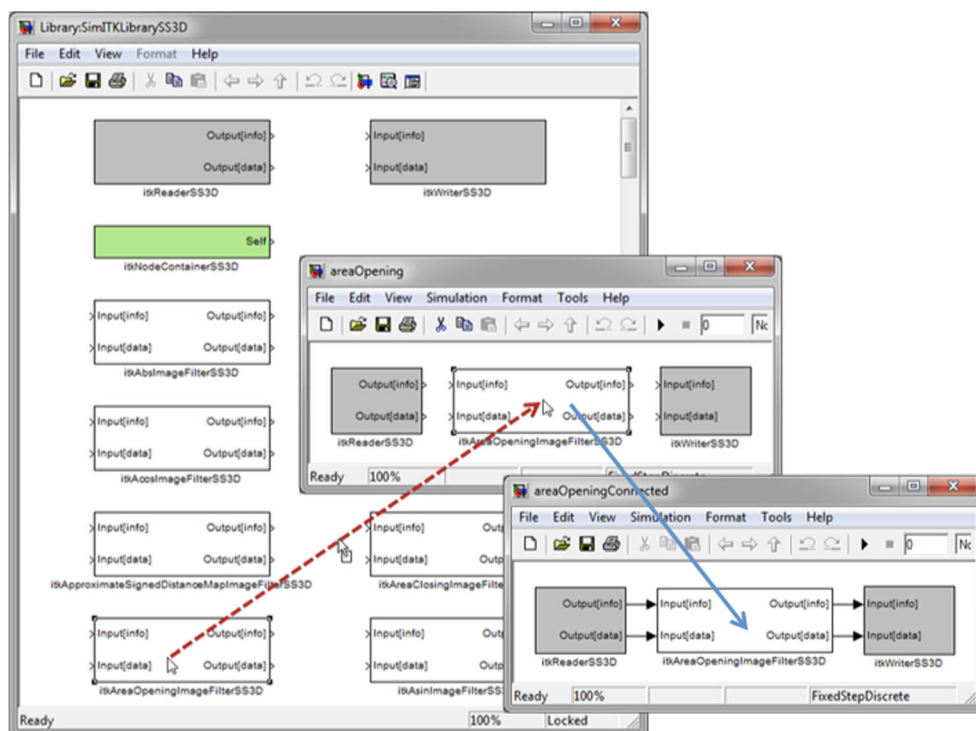 Library:SimITKLibrarySS3D
File Edit View Format Help
Output[info] Input[info]
Output[data] Input[data]
itkReaderSS3D itkWriterSS3D
Self
itkNodeContainerSS3D
Input[info] Output[info]
Input[data] Output[data]
itkAbsImageFilterSS3D
Input[info] Output[info]
Input[data] Output[data]
itkAcosImageFilterSS3D
Input[info] Output[info] Input[info]
Input[data] Output[data] Input[data]
itkApproximateSignedDistanceMapImageFilterSS3D
Input[info] Output[info] Input[info]
Input[data] Output[data] Input[data]
itkAreaOpeningImageFilterSS3D
Ready 100% Locked
areaOpening
File Edit View Simulation Format Tools Help
0
Output[info] Input[info] Output[info] Input[info]
Output[data] Input[data] Output[data] Input[data]
itkReaderSS3D itkAreaOpeningImageFilterSS3D itkWriterSS3D
Ready 100% FixedStepDiscrete
areaOpeningConnected
File Edit View Simulation Format Tools Help
0
Output[info] Input[info] Output[info] Input[info]
Output[data] Input[data] Output[data] Input[data]
itkReaderSS3D itkAreaOpeningImageFilterSS3D itkWriterSS3D
Ready 100% FixedStepDiscrete